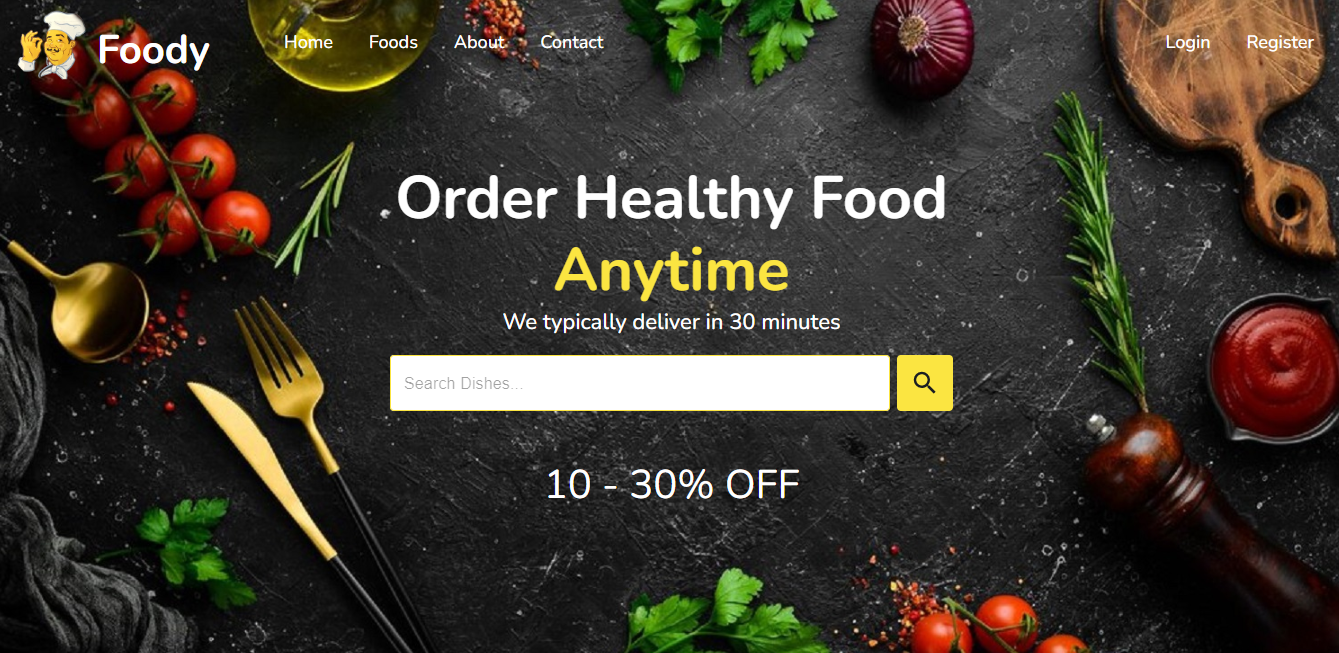 Foody
Home Foods About Contact
Login Register
Order Healthy Food
Anytime
We typically deliver in 30 minutes
Search Dishes...
10 - 30% OFF